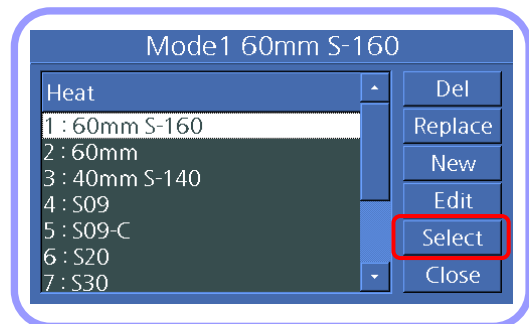 Mode1 60mm S-160
Heat
1 : 60mm S-160
2 : 60mm
3 : 40mm S-140
4 : S09
5 : S09-C
6 : S20
7 : S30
Del
Replace
New
Edit
Select
Close